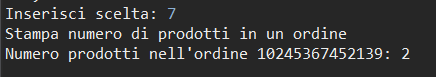 Inserisci scelta: 7
Stampa numero di prodotti in un ordine
Numero prodotti nell'ordine 10245367452139: 2